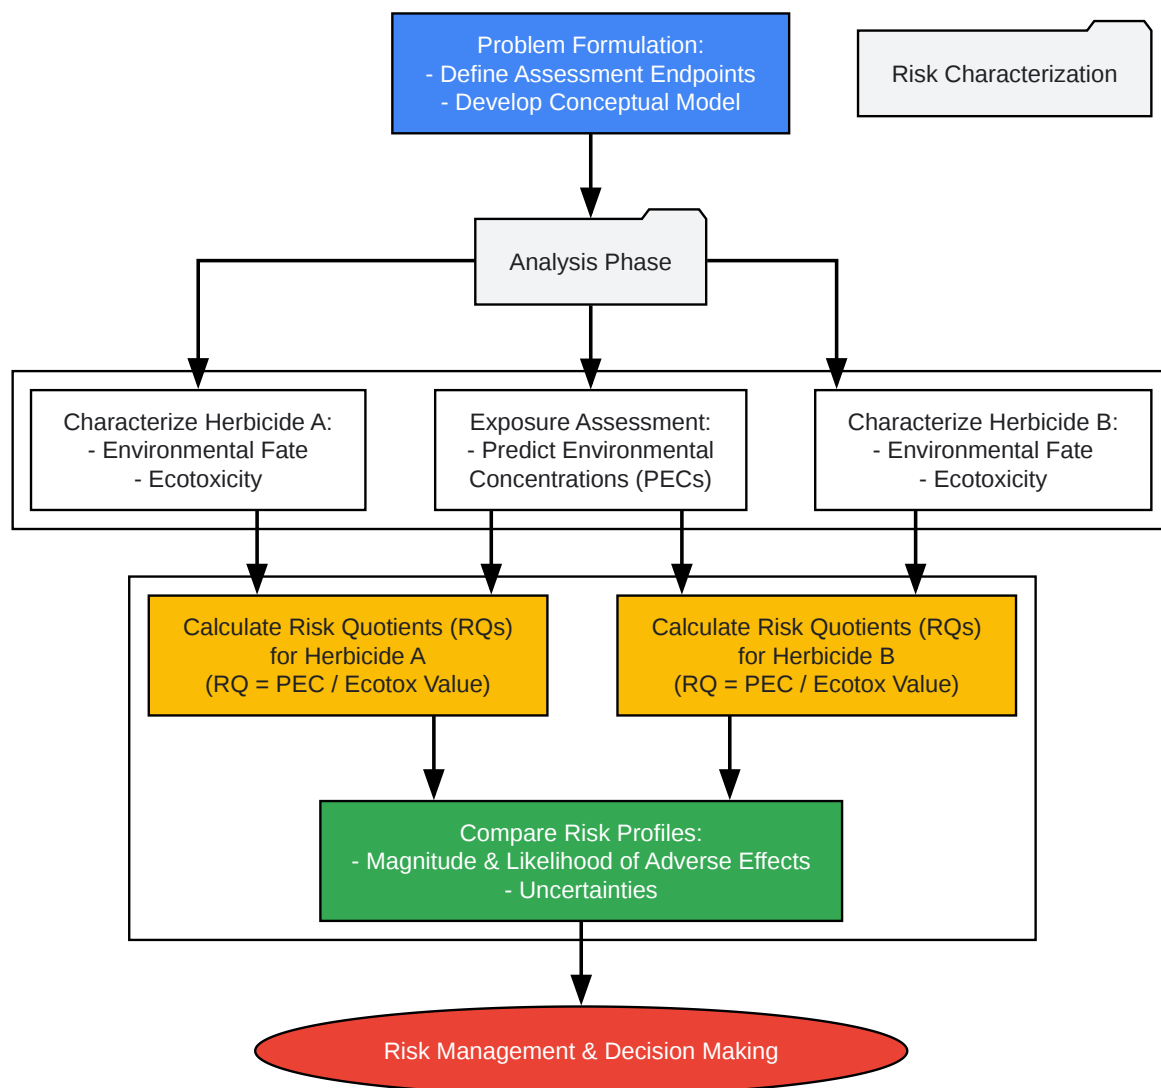 Problem Formulation:
- Define Assessment Endpoints
- Develop Conceptual Model
Risk Characterization
Analysis Phase
Characterize Herbicide A:
- Environmental Fate
- Ecotoxicity
Exposure Assessment:
- Predict Environmental
Concentrations (PECs)
Characterize Herbicide B:
- Environmental Fate
- Ecotoxicity
Calculate Risk Quotients (RQs)
for Herbicide A
(RQ = PEC / Ecotox Value)
Calculate Risk Quotients (RQs)
for Herbicide B
(RQ = PEC / Ecotox Value)
Compare Risk Profiles:
- Magnitude & Likelihood of Adverse Effects
- Uncertainties
Risk Management & Decision Making